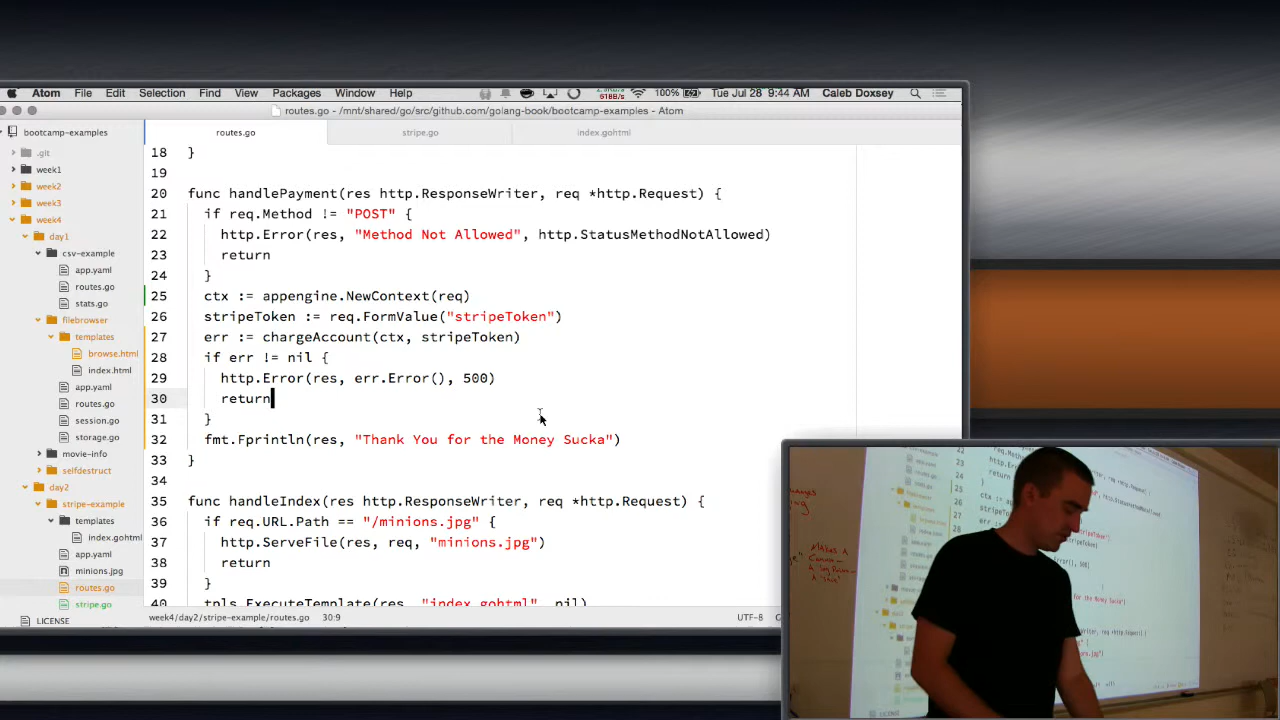 Atom File Edit Selection Find View Packages Window Help 100% Tue Jul 28 9:44 AM Caleb Doxsey
routes.go - /mnt/shared/go/src/github.com/golang-book/bootcamp-examples - Atom
bootcamp-examples
.git
week1
week2
week3
week4
day1
csv-example
app.yaml
routes.go
stats.go
filebrowser
templates
browse.html
index.html
app.yaml
routes.go
session.go
storage.go
movie-info
selfdestruct
day2
stripe-example
templates
index.gohtml
app.yaml
minions.jpg
routes.go
stripe.go
LICENSE
routes.go stripe.go index.gohtml
18 }
19
20 func handlePayment(res http.ResponseWriter, req *http.Request) {
21 if req.Method != "POST" {
22 http.Error(res, "Method Not Allowed", http.StatusMethodNotAllowed)
23 return
24 }
25 ctx := appengine.NewContext(req)
26 stripeToken := req.FormValue("stripeToken")
27 err := chargeAccount(ctx, stripeToken)
28 if err != nil {
29 http.Error(res, err.Error(), 500)
30 return
31 }
32 fmt.Fprintln(res, "Thank You for the Money Sucka")
33 }
34
35 func handleIndex(res http.ResponseWriter, req *http.Request) {
36 if req.URL.Path == "/minions.jpg" {
37 http.ServeFile(res, req, "minions.jpg")
38 return
39 }
40 tpls.ExecuteTemplate(res, "index.gohtml", nil)
week4/day2/stripe-example/routes.go 30:9 UTF-8
MAKES A